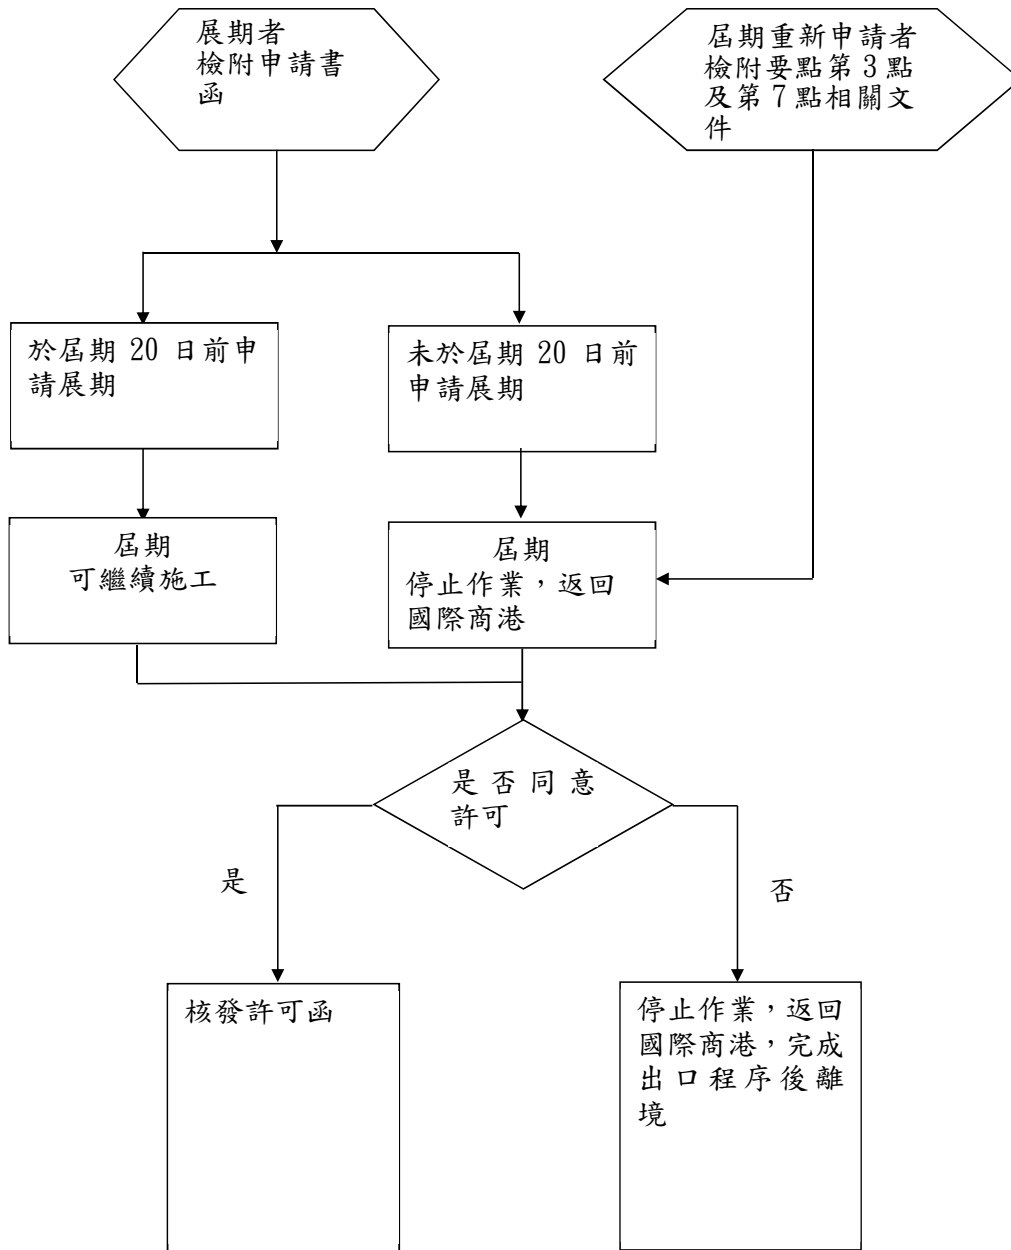 展期者
檢附申請書
函
屆期重新申請者
檢附要點第 3 點
及第 7 點相關文
件
於屆期 20 日前申
請展期
未於屆期 20 日前
申請展期
屆期
可繼續施工
屆期
停止作業，返回
國際商港
是否同意
許可
是
否
核發許可函
停止作業，返回
國際商港，完成
出口程序後離
境